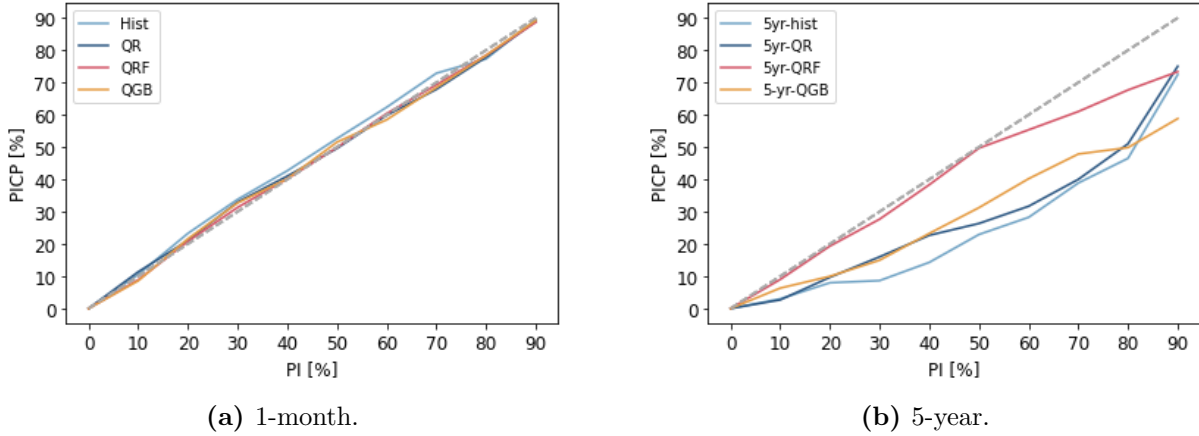 Hist
QR
QRF
QGB
90
80
70
60
50
40
30
20
10
0
PICP [%]
0 10 20 30 40 50 60 70 80 90
PI [%]
(a) 1-month.
5yr-hist
5yr-QR
5yr-QRF
5-yr-QGB
90
80
70
60
50
40
30
20
10
0
PICP [%]
0 10 20 30 40 50 60 70 80 90
PI [%]
(b) 5-year.